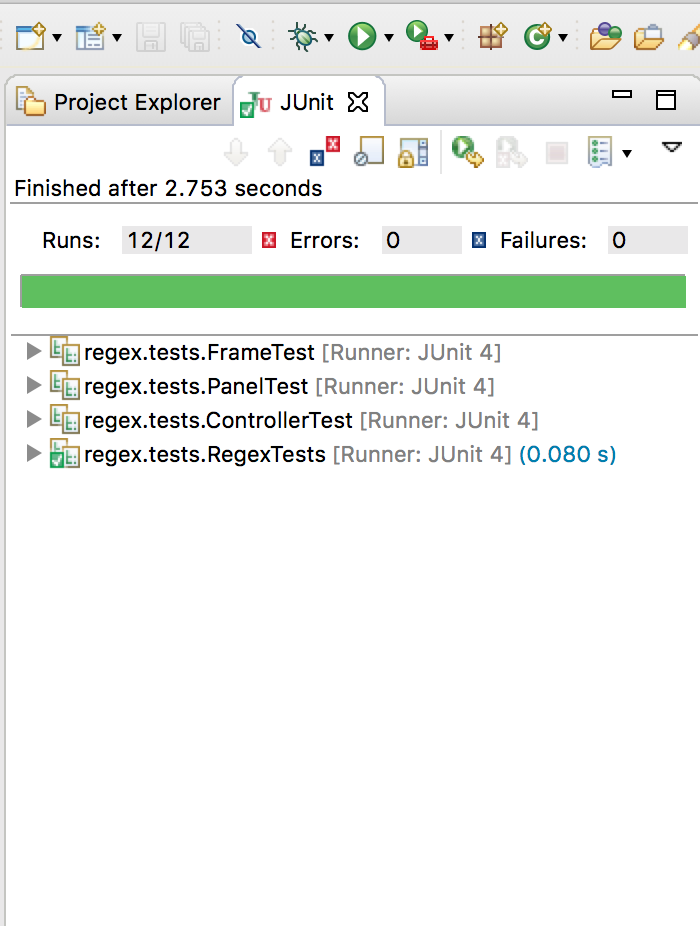 Project Explorer JUnit
Finished after 2.753 seconds
Runs: 12/12 Errors: 0 Failures: 0
regex.tests.FrameTest [Runner: JUnit 4]
regex.tests.PanelTest [Runner: JUnit 4]
regex.tests.ControllerTest [Runner: JUnit 4]
regex.tests.RegexTests [Runner: JUnit 4] (0.080 s)